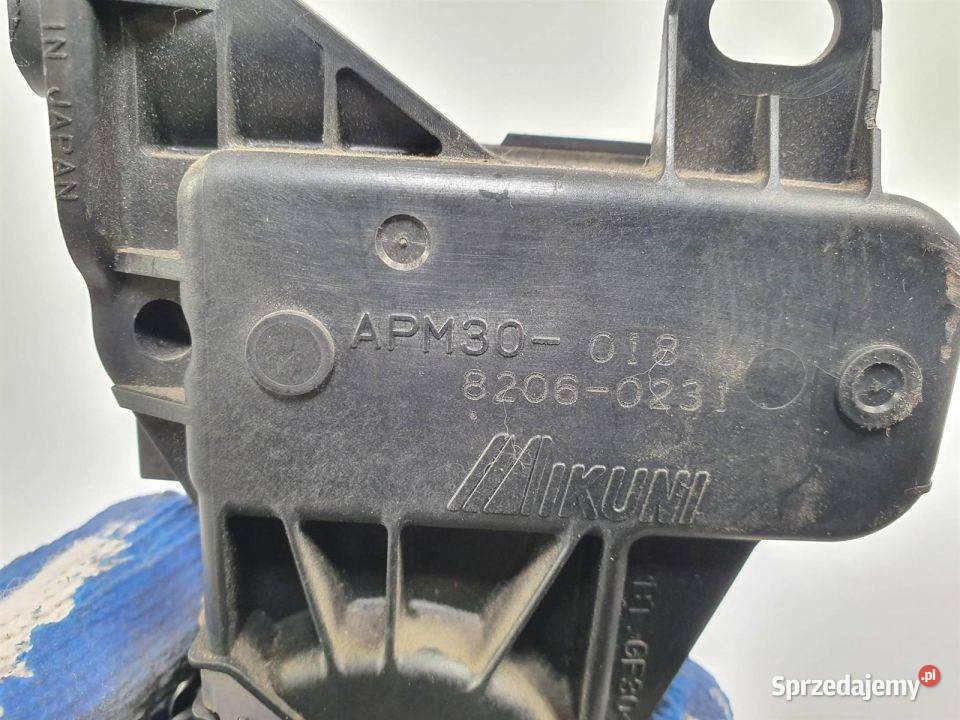 IN JAPAN
APM30- 018
8206-0231
MIKUNI
Sprzedajemy.pl